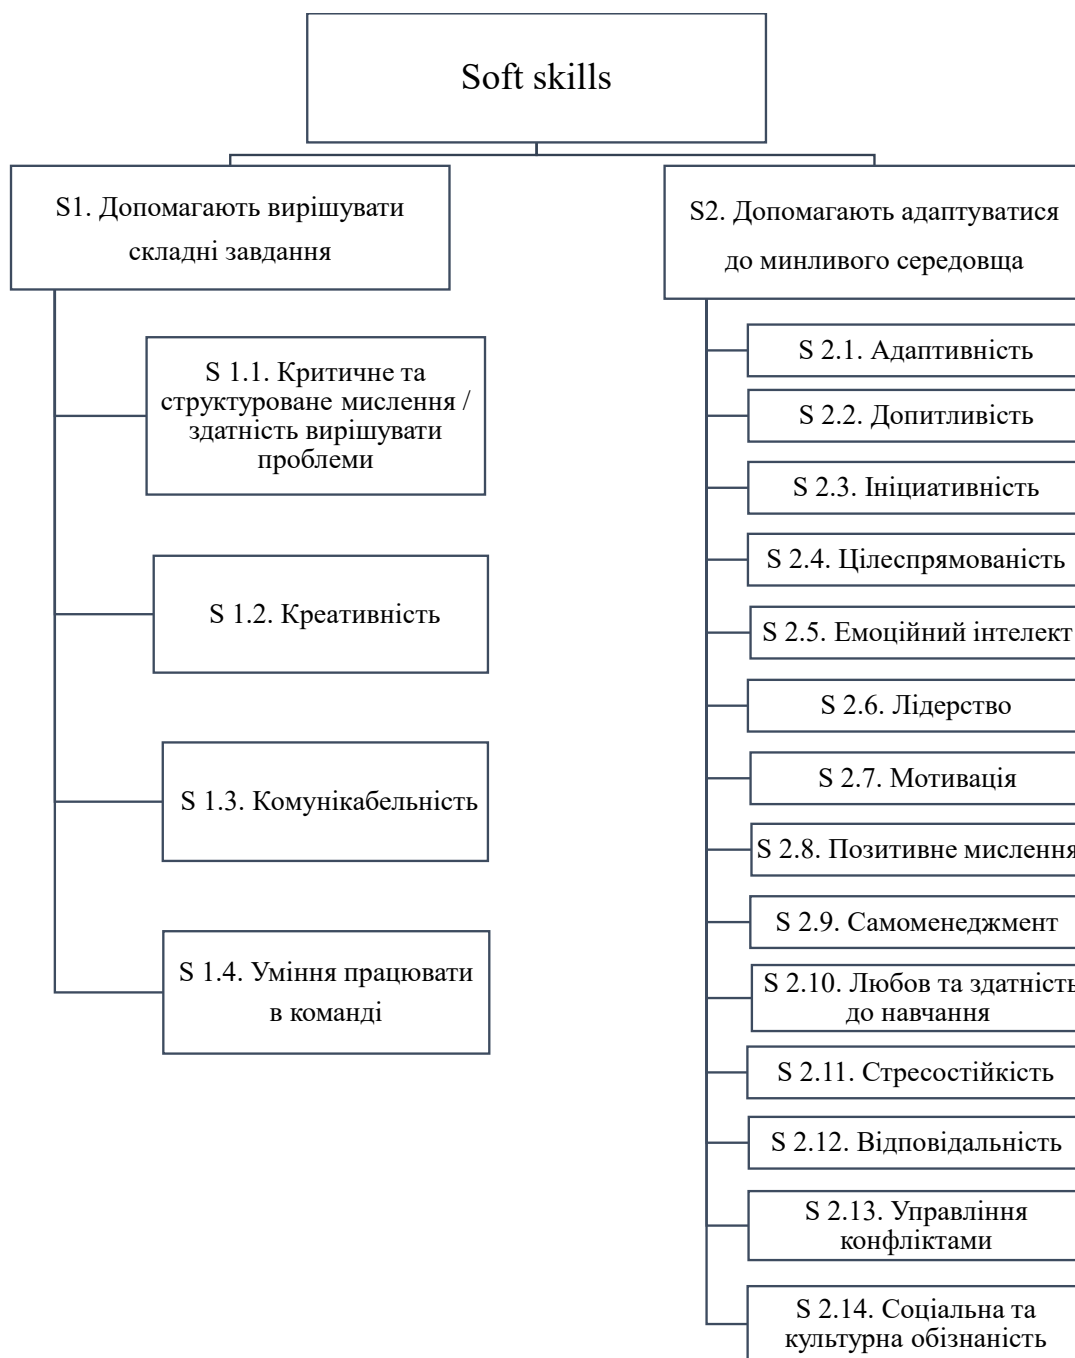 Soft skills
S1. Допомагають вирішувати
складні завдання
S 1.1. Критичне та
структуроване мислення /
здатність вирішувати
проблеми
S 1.2. Креативність
S 1.3. Комунікабельність
S 1.4. Уміння працювати
в команді
S2. Допомагають адаптуватися
до минливого середовща
S 2.1. Адаптивність
S 2.2. Допитливість
S 2.3. Ініциативність
S 2.4. Цілеспрямованість
S 2.5. Емоційний інтелект
S 2.6. Лідерство
S 2.7. Мотивація
S 2.8. Позитивне мислення
S 2.9. Самоменеджмент
S 2.10. Любов та здатність
до навчання
S 2.11. Стресостійкість
S 2.12. Відповідальність
S 2.13. Управління
конфліктами
S 2.14. Соціальна та
культурна обізнаність